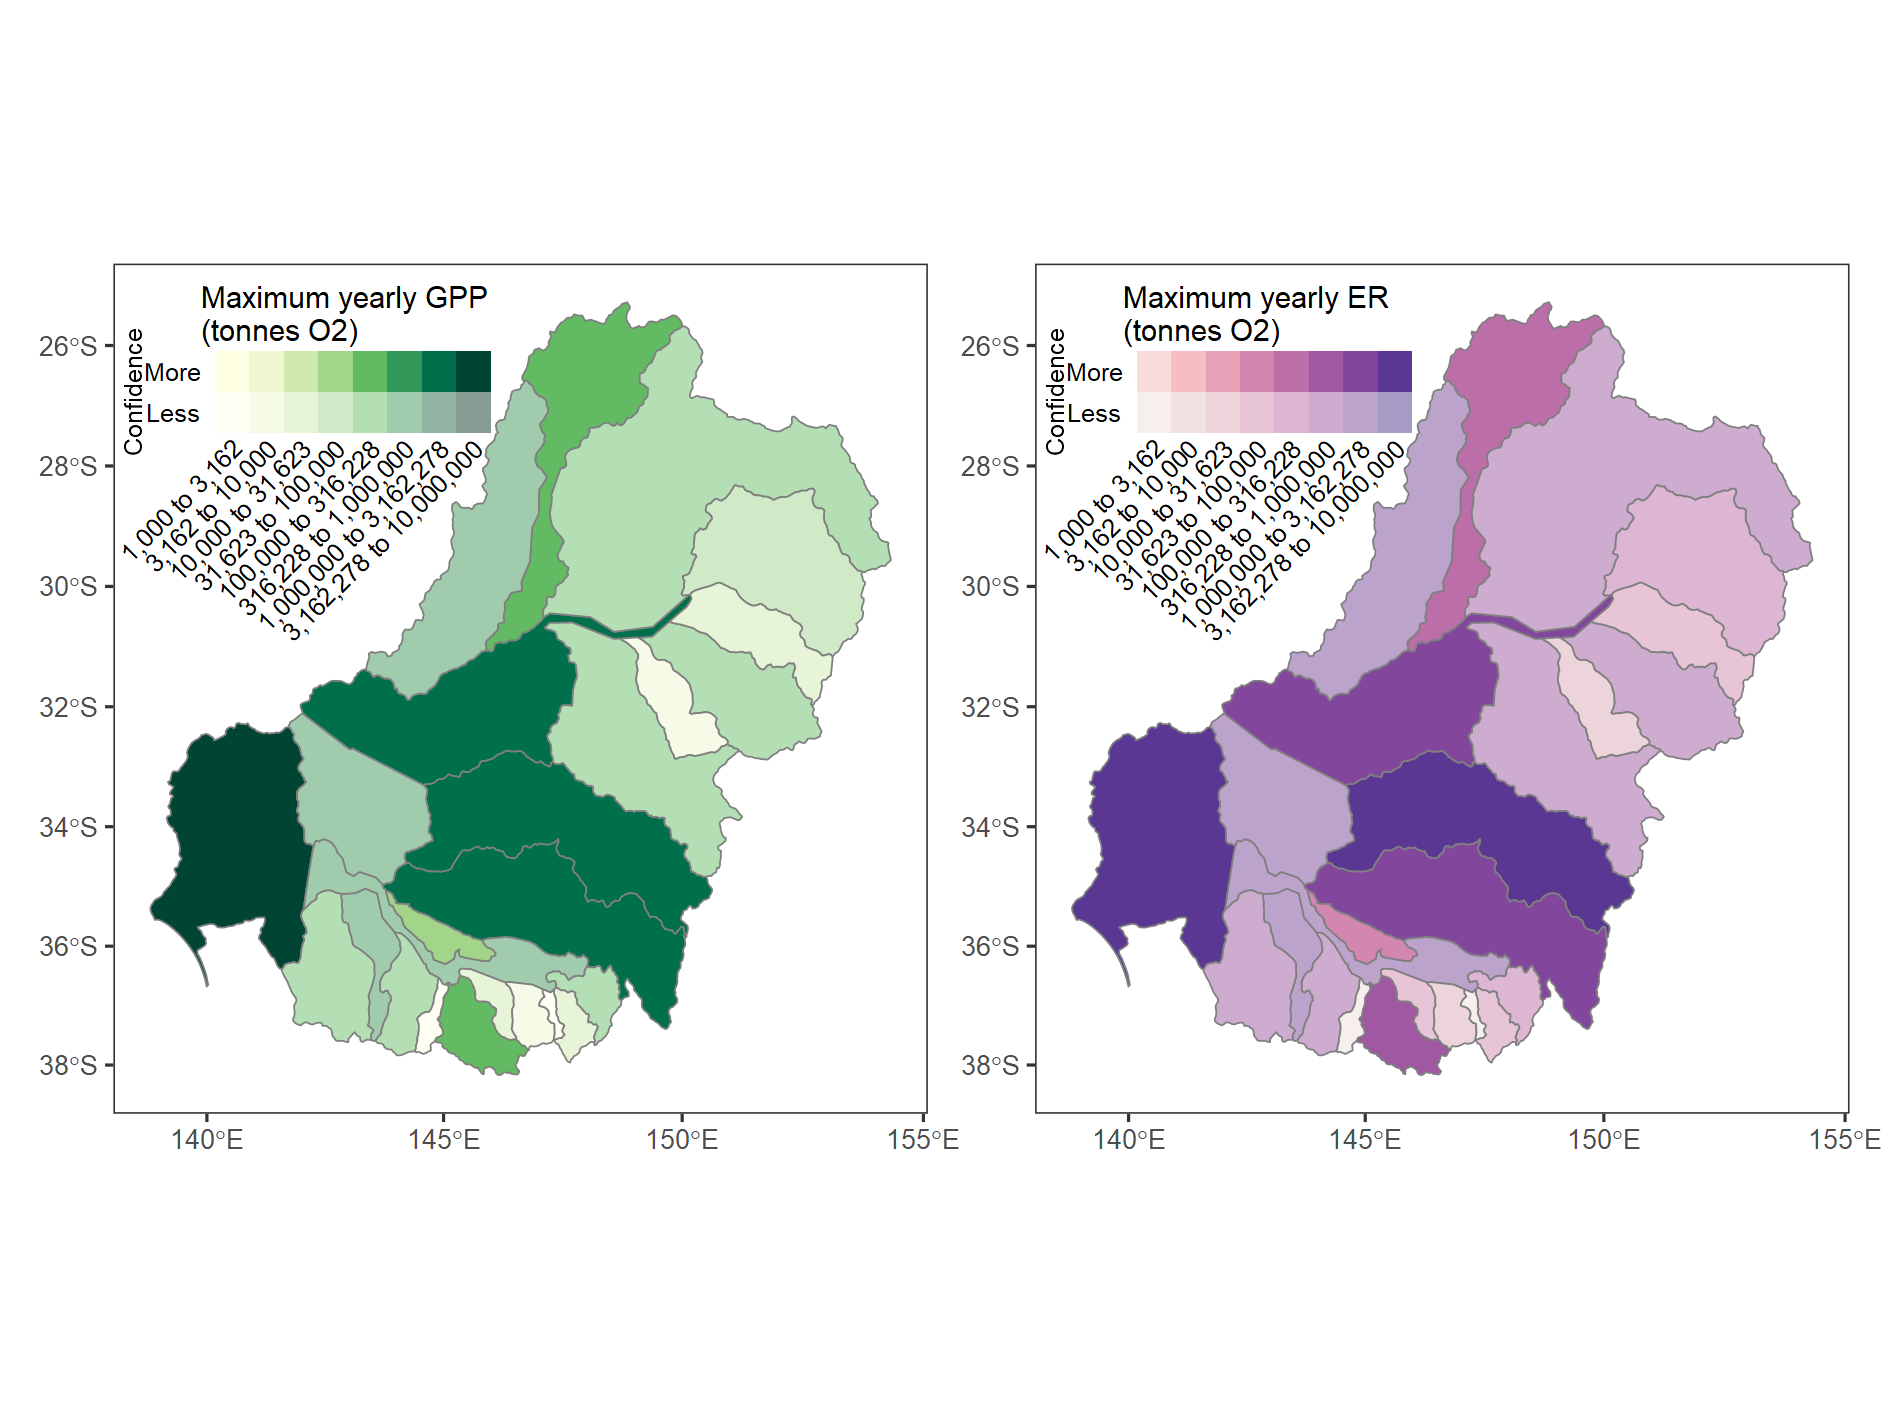 Maximum yearly GPP
(tonnes O2)
Confidence
More
Less
1,000 to 3,162
3,162 to 10,000
10,000 to 31,623
31,623 to 100,000
100,000 to 316,228
316,228 to 1,000,000
1,000,000 to 3,162,278
3,162,278 to 10,000,000
26°S
28°S
30°S
32°S
34°S
36°S
38°S
140°E
145°E
150°E
155°E
Maximum yearly ER
(tonnes O2)
Confidence
More
Less
1,000 to 3,162
3,162 to 10,000
10,000 to 31,623
31,623 to 100,000
100,000 to 316,228
316,228 to 1,000,000
1,000,000 to 3,162,278
3,162,278 to 10,000,000
26°S
28°S
30°S
32°S
34°S
36°S
38°S
140°E
145°E
150°E
155°E